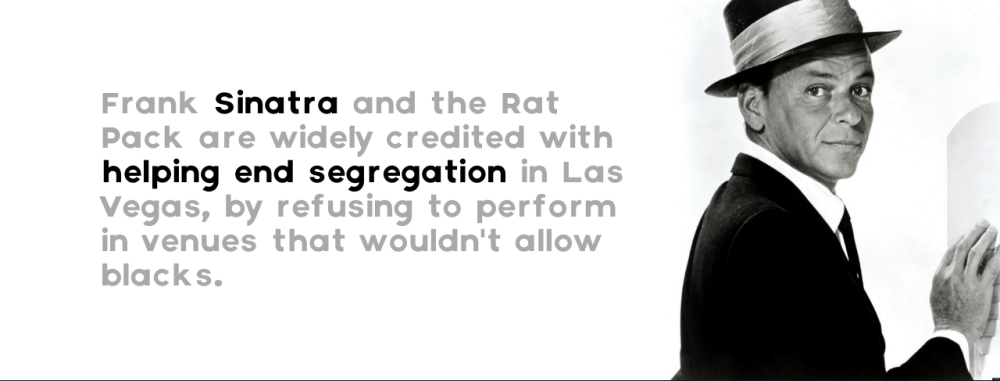 Frank Sinatra and the Rat
Pack are widely credited with
helping end segregation in Las
Vegas, by refusing to perform
in venues that wouldn't allow
blacks.